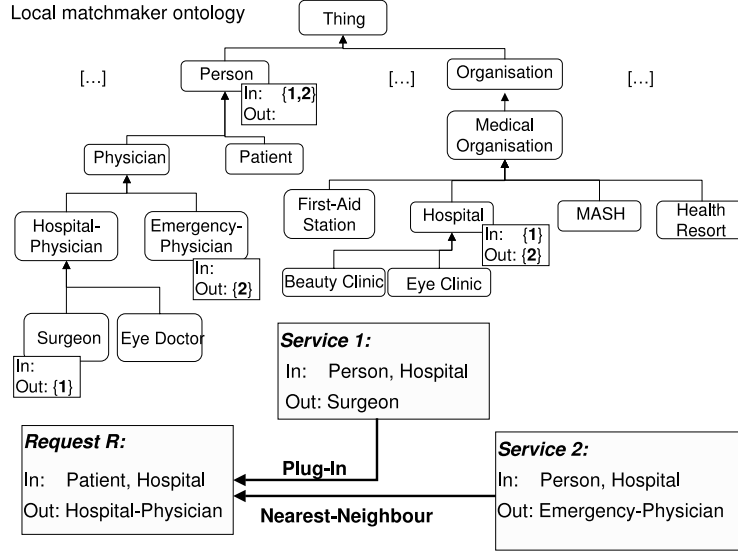 Local matchmaker ontology
Thing
[...]
Person
[...]
Organisation
[...]
In: {1,2}
Out:
Medical
Organisation
Physician
Patient
First-Aid
Station
Hospital
MASH
Health
Resort
Hospital-
Physician
Emergency-
Physician
In: {1}
Out: {2}
In:
Out: {2}
Beauty Clinic
Eye Clinic
Surgeon
Eye Doctor
In:
Out: {1}
Service 1:
In: Person, Hospital
Out: Surgeon
Request R:
In: Patient, Hospital
Out: Hospital-Physician
Plug-In
Nearest-Neighbour
Service 2:
In: Person, Hospital
Out: Emergency-Physician